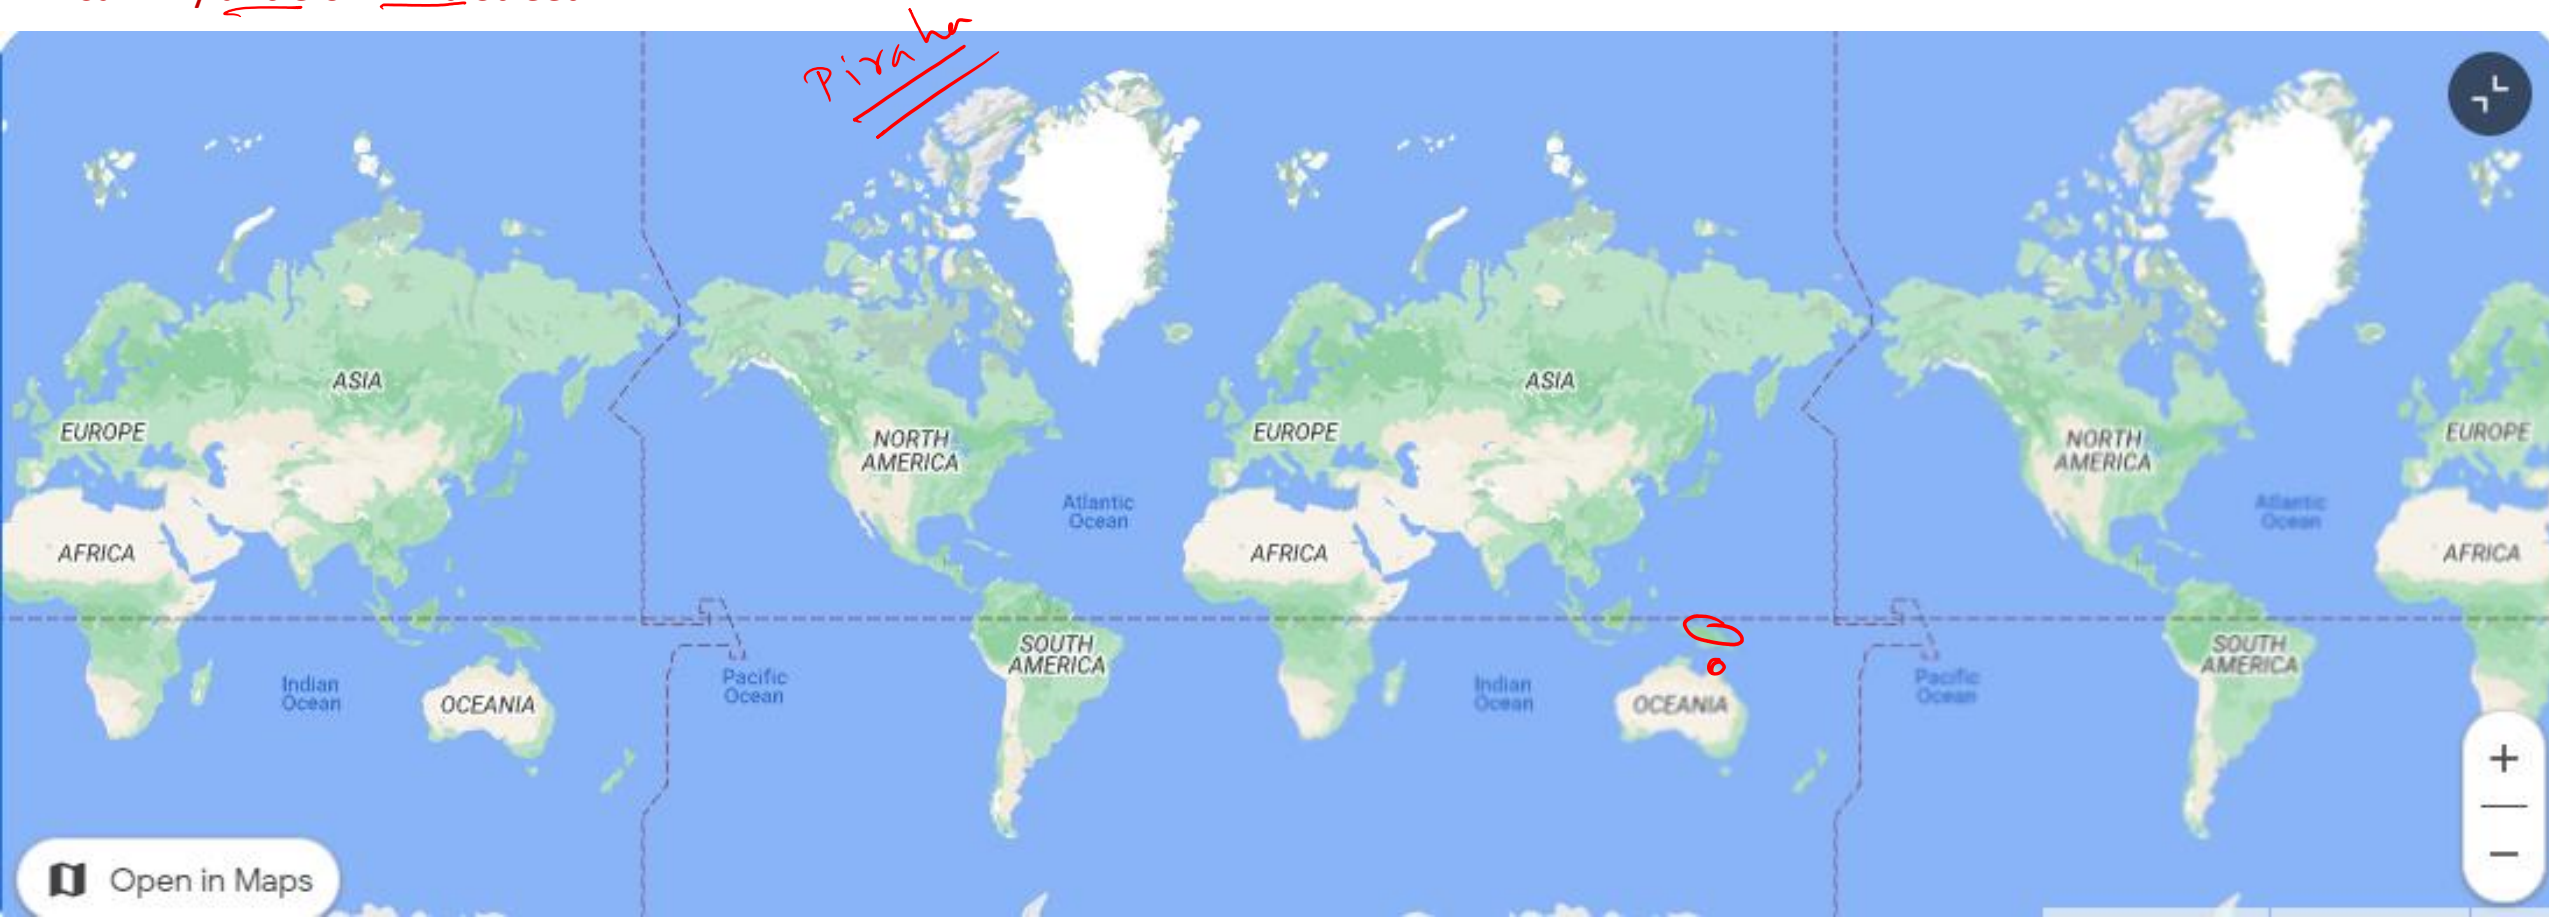 Pirahа
ASIA
ASIA
EUROPE
EUROPE
EUROPE
NORTH
AMERICA
NORTH
AMERICA
Atlantic
Ocean
Atlantic
Ocean
AFRICA
AFRICA
AFRICA
SOUTH
AMERICA
SOUTH
AMERICA
Indian
Ocean
Pacific
Ocean
Indian
Ocean
Pacific
Ocean
OCEANIA
OCEANIA
+
−
Open in Maps